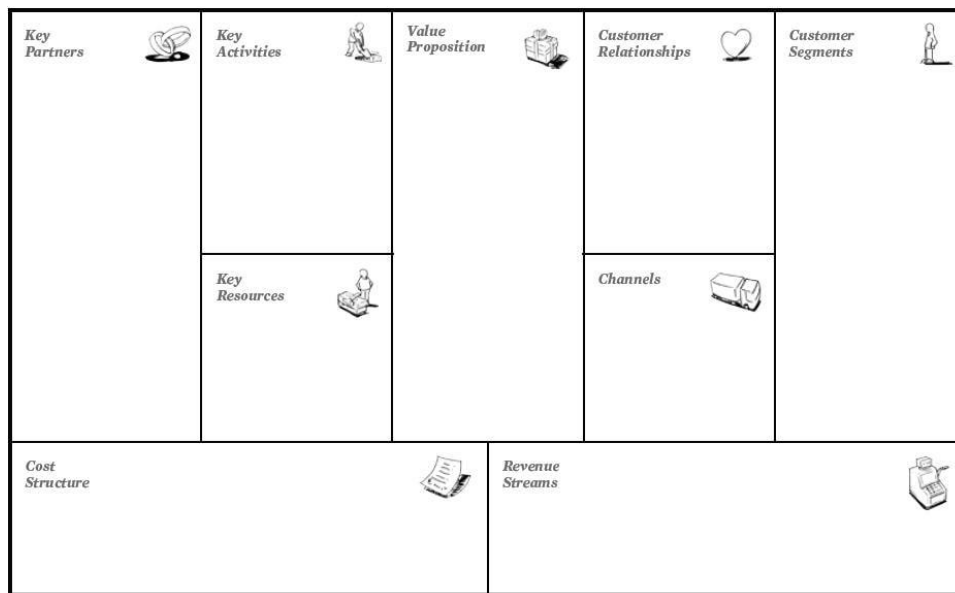 Key
Partners
Key
Activities
Value
Proposition
Customer
Relationships
Customer
Segments
Key
Resources
Channels
Cost
Structure
Revenue
Streams